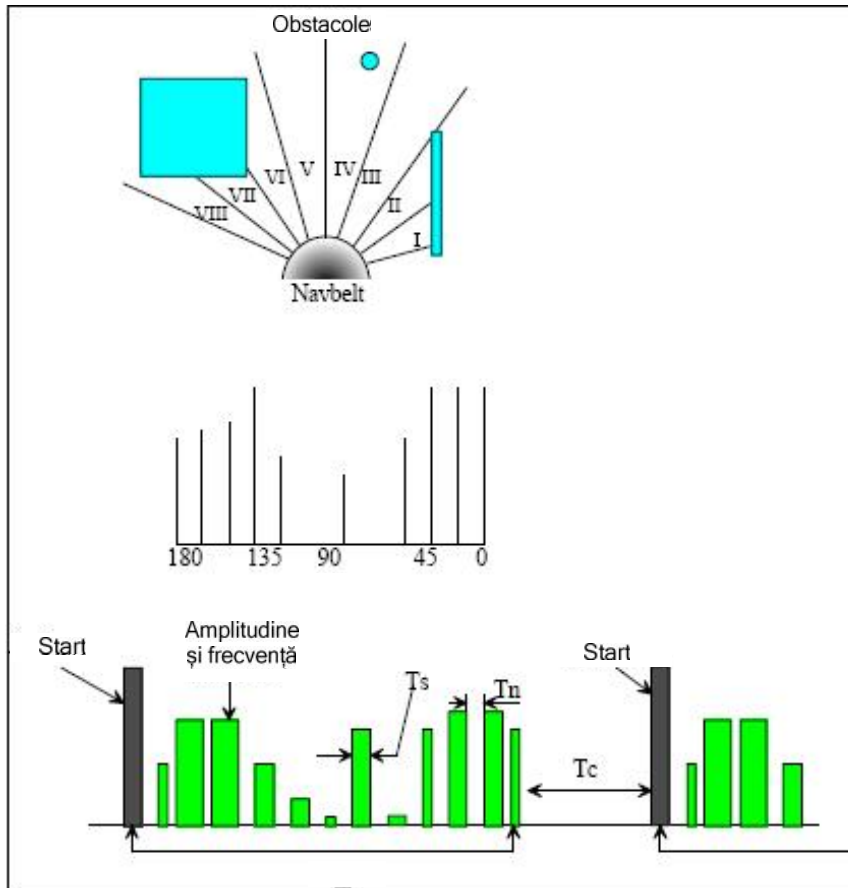 Obstacole
VIII
VII
VI
V
IV
III
II
I
Navbelt
180 135 90 45 0
Start
Amplitudine
și frecvență
Ts
Tn
Start
Tc